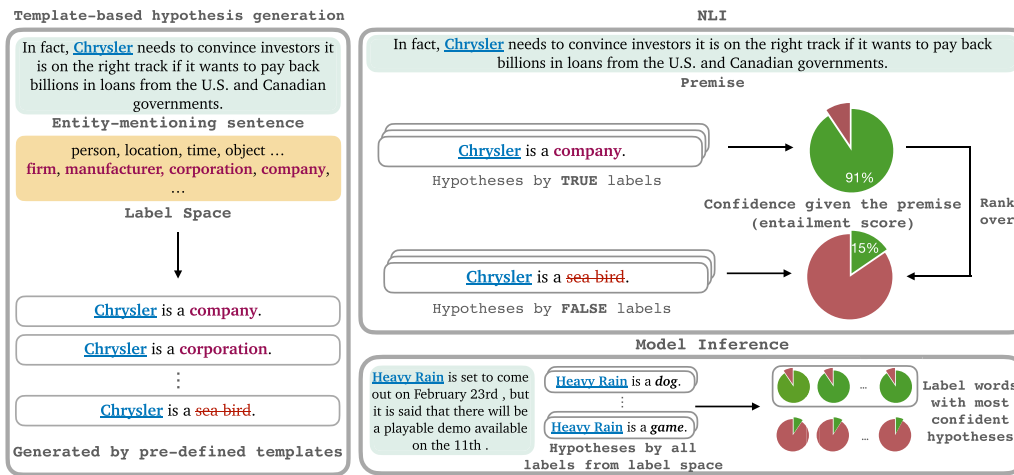 Template-based hypothesis generation
In fact, Chrysler needs to convince investors it
is on the right track if it wants to pay back
billions in loans from the U.S. and Canadian
governments.
Entity-mentioning sentence
person, location, time, object …
firm, manufacturer, corporation, company,
…
Label Space
Chrysler is a company.
Chrysler is a corporation.
⋮
Chrysler is a sea bird.
Generated by pre-defined templates
NLI
In fact, Chrysler needs to convince investors it is on the right track if it wants to pay back
billions in loans from the U.S. and Canadian governments.
Premise
Chrysler is a company.
Hypotheses by TRUE labels
91%
Confidence given the premise
(entailment score)
Rank
over
15%
Chrysler is a sea bird.
Hypotheses by FALSE labels
Model Inference
Heavy Rain is set to come
out on February 23rd , but
it is said that there will be
a playable demo available
on the 11th .
Heavy Rain is a dog.
⋮
Heavy Rain is a game.
Hypotheses by all
labels from label space
...
...
Label words
with most
confident
hypotheses